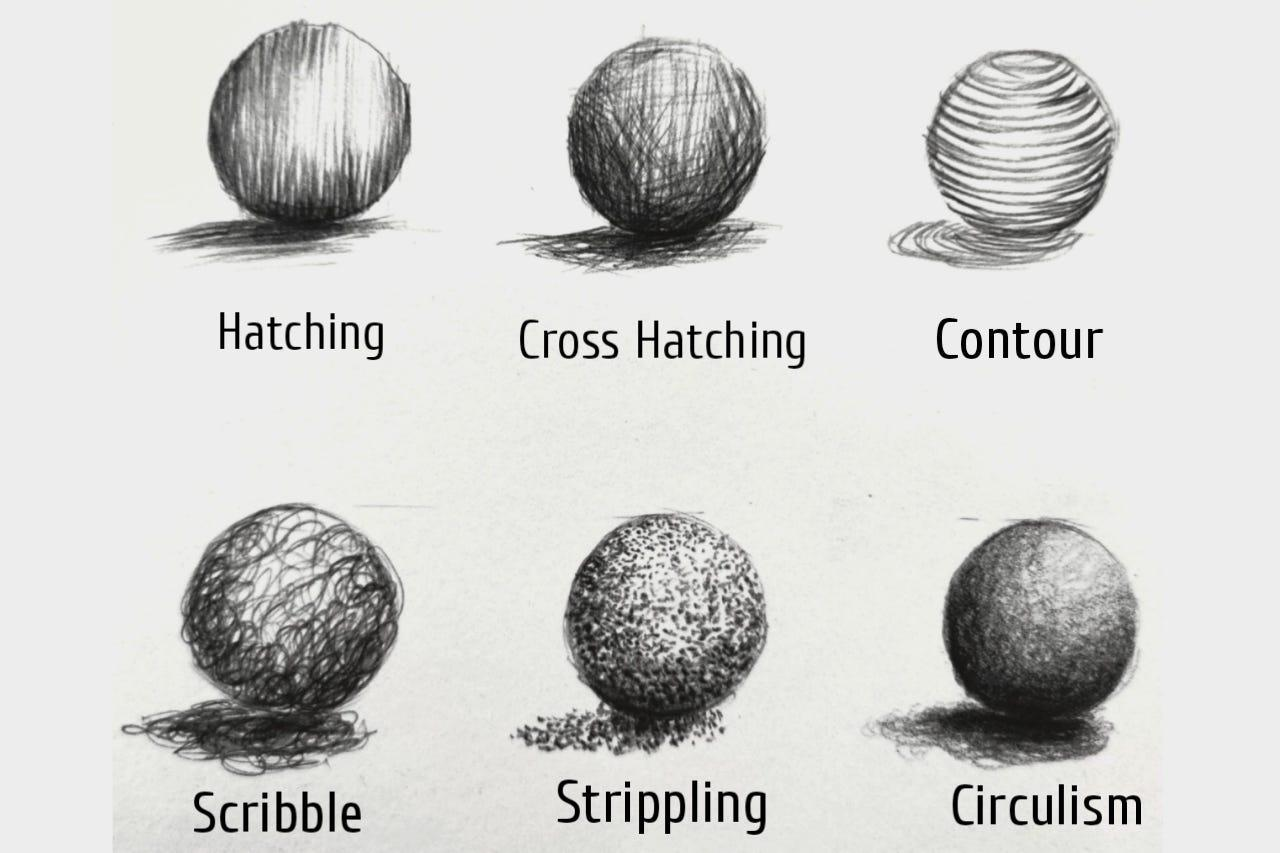 Hatching
Cross Hatching
Contour
Scribble
Strippling
Circulism